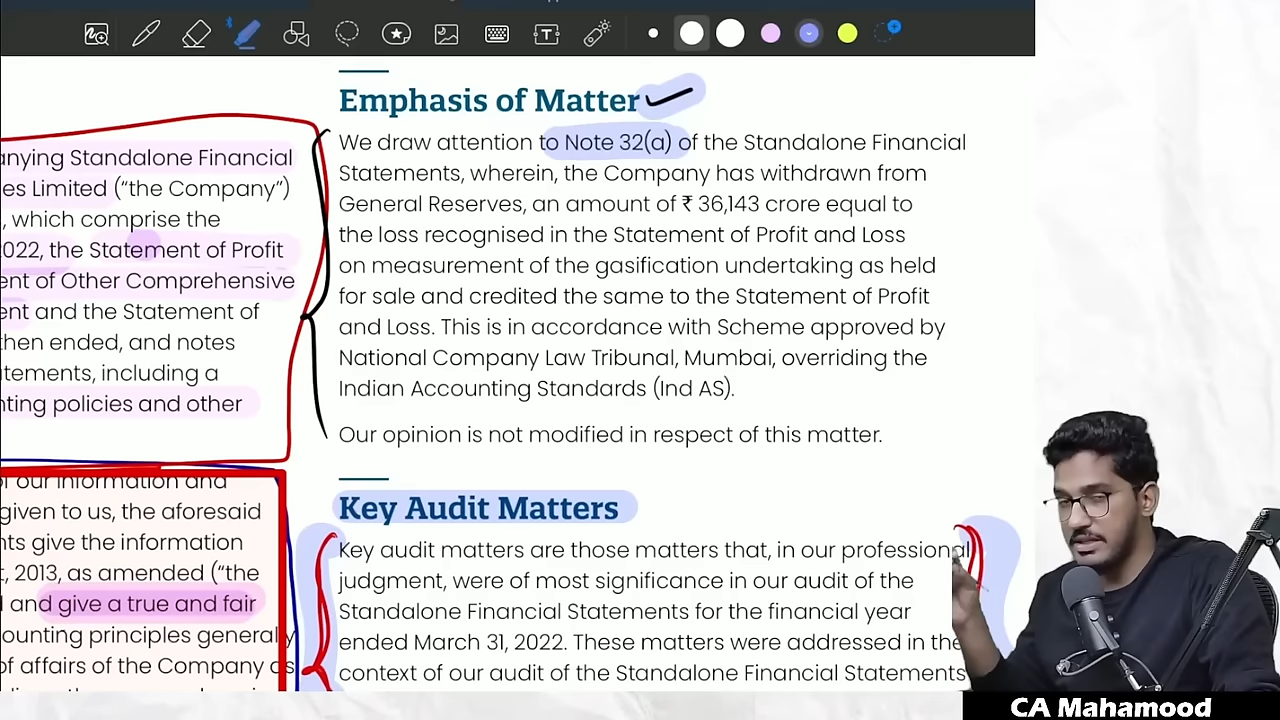 Emphasis of Matter
We draw attention to Note 32(a) of the Standalone Financial
Statements, wherein, the Company has withdrawn from
General Reserves, an amount of ₹ 36,143 crore equal to
the loss recognised in the Statement of Profit and Loss
on measurement of the gasification undertaking as held
for sale and credited the same to the Statement of Profit
and Loss. This is in accordance with Scheme approved by
National Company Law Tribunal, Mumbai, overriding the
Indian Accounting Standards (Ind AS).
Our opinion is not modified in respect of this matter.
Key Audit Matters
Key audit matters are those matters that, in our professional
judgment, were of most significance in our audit of the
Standalone Financial Statements for the financial year
ended March 31, 2022. These matters were addressed in the
context of our audit of the Standalone Financial Statements
anying Standalone Financial
es Limited (“the Company”)
, which comprise the
022, the Statement of Profit
ent of Other Comprehensive
ent and the Statement of
then ended, and notes
tements, including a
nting policies and other
of our information and
given to us, the aforesaid
nts give the information
t, 2013, as amended (“the
d and give a true and fair
ounting principles generally
of affairs of the Company as
CA Mahamood